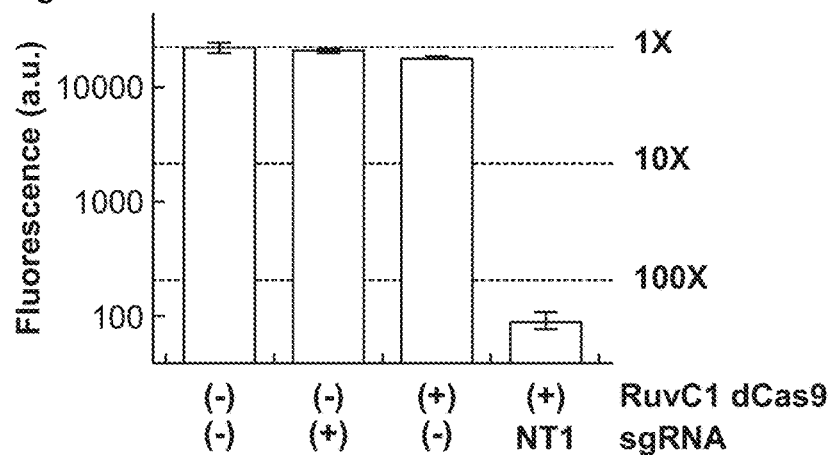 Fluorescence (a.u.)
10000
1000
100
1X
10X
100X
(-) (-) (+) (+) RuvC1 dCas9
(-) (+) (-) NT1 sgRNA